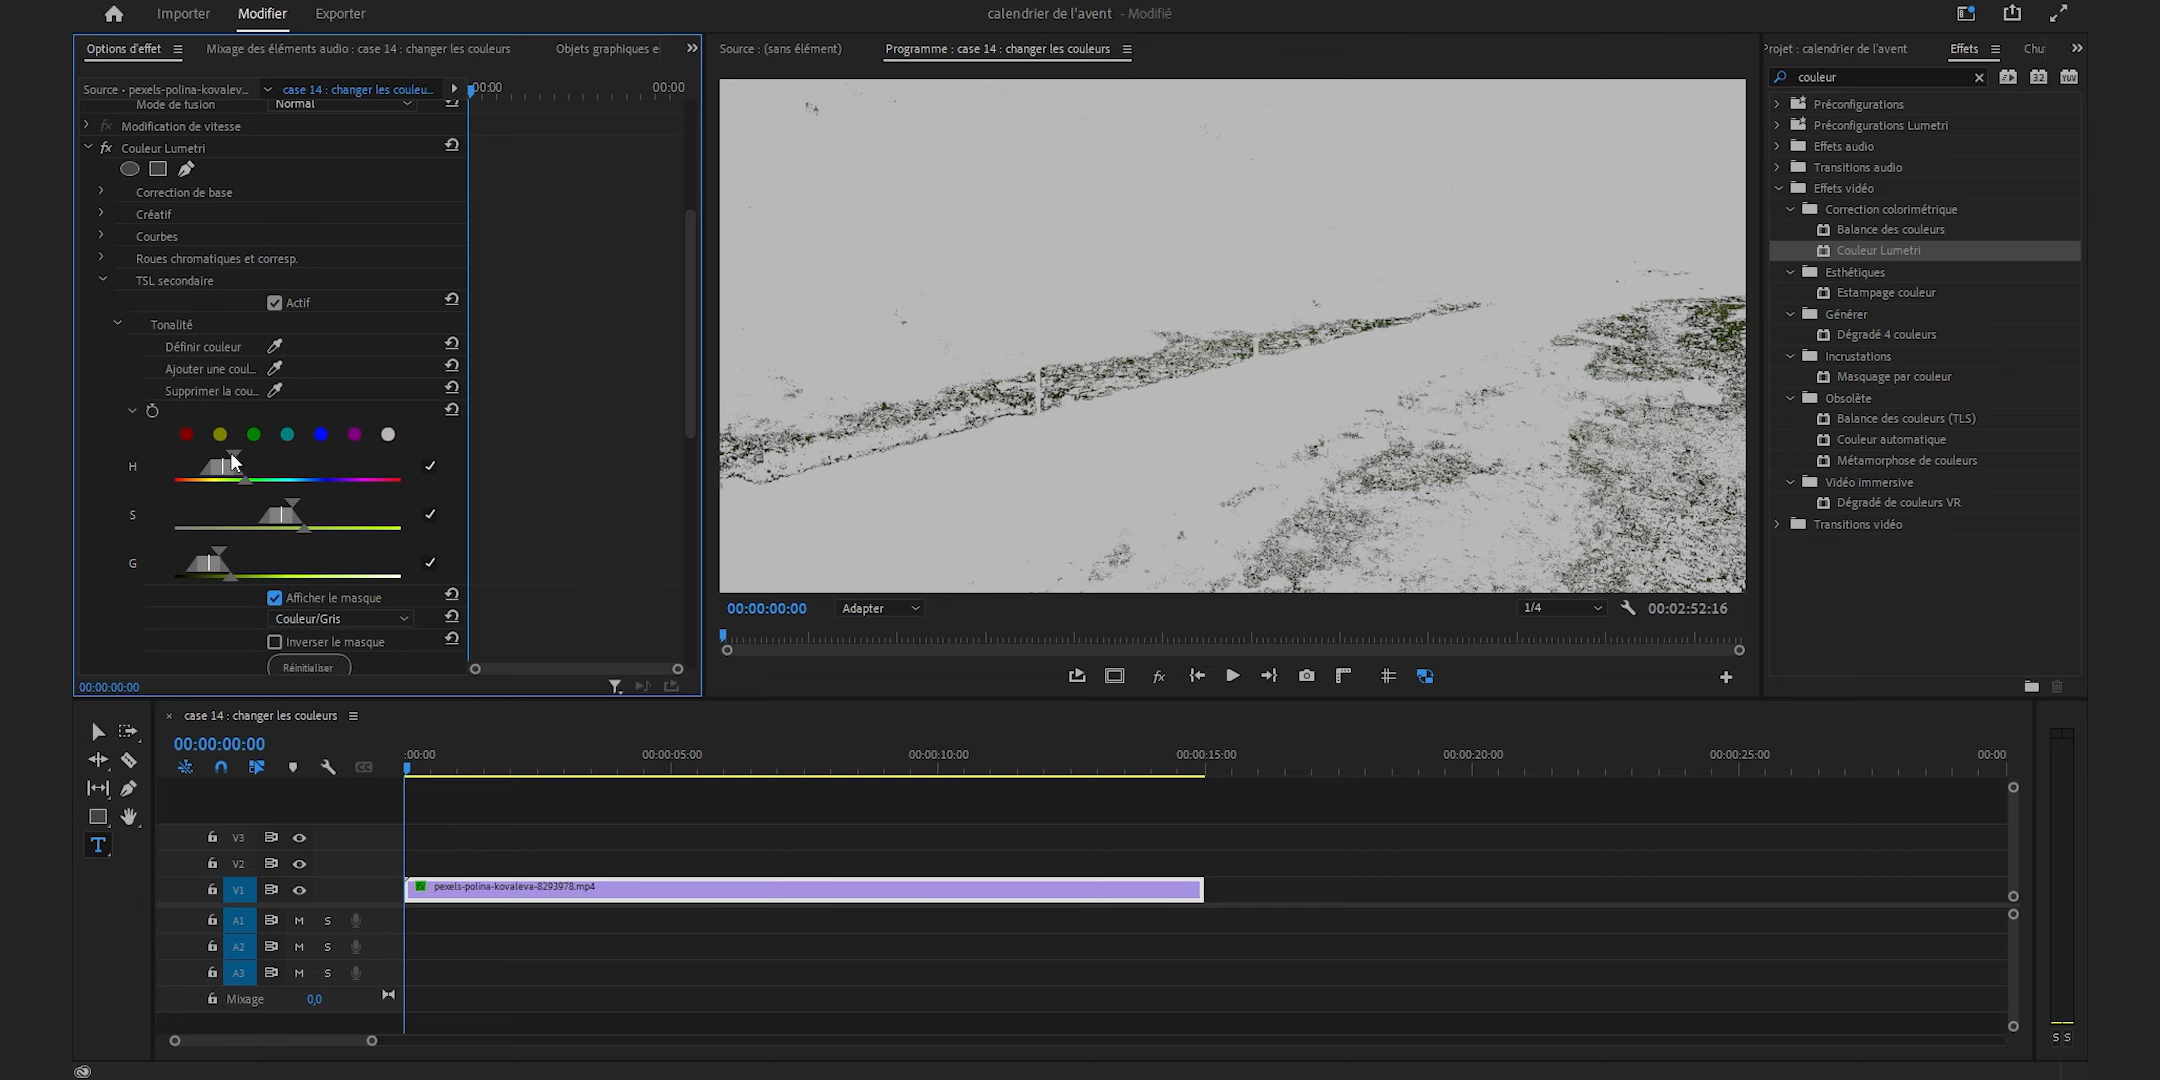 Importer Modifier Exporter calendrier de l'avent - Modifié
Options d'effet Mixage des éléments audio : case 14 : changer les couleurs Objets graphiques e
Source : (sans élément) Programme : case 14 : changer les couleurs
Projet : calendrier de l'avent Effets Chu
Source • pexels-polina-kovalev... case 14 : changer les couleu...
:00:00 00:00
Mode de fusion Normal
Modification de vitesse
fx Couleur Lumetri
Correction de base
Créatif
Courbes
Roues chromatiques et corresp.
TSL secondaire
Actif
Tonalité
Définir couleur
Ajouter une coul...
Supprimer la cou...
H
S
G
Afficher le masque
Couleur/Gris
Inverser le masque
Réinitialiser
00:00:00:00
00:00:00:00 Adapter 1/4 00:02:52:16
fx
couleur
32 YUV
Préconfigurations
Préconfigurations Lumetri
Effets audio
Transitions audio
Effets vidéo
Correction colorimétrique
Balance des couleurs
Couleur Lumetri
Esthétiques
Estampage couleur
Générer
Dégradé 4 couleurs
Incrustations
Masquage par couleur
Obsolète
Balance des couleurs (TLS)
Couleur automatique
Métamorphose de couleurs
Vidéo immersive
Dégradé de couleurs VR
Transitions vidéo
× case 14 : changer les couleurs
00:00:00:00
:00:00 00:00:05:00 00:00:10:00 00:00:15:00 00:00:20:00 00:00:25:00 00:00
CC
T
V3
V2
V1 fx pexels-polina-kovaleva-8293978.mp4
A1 M S
A2 M S
A3 M S
Mixage 0,0
S S